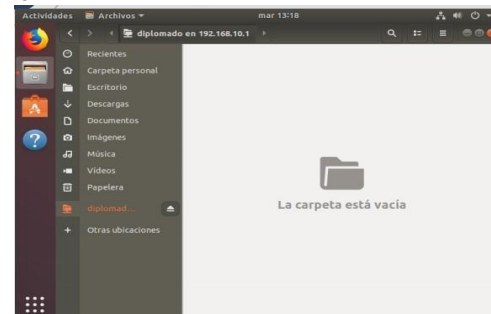 Actividades Archivos mar 13:18
diplomado en 192.168.10.1
Recientes
Carpeta personal
Escritorio
Descargas
Documentos
Imágenes
Música
Vídeos
Papelera
diplomad...
Otras ubicaciones
La carpeta está vacía